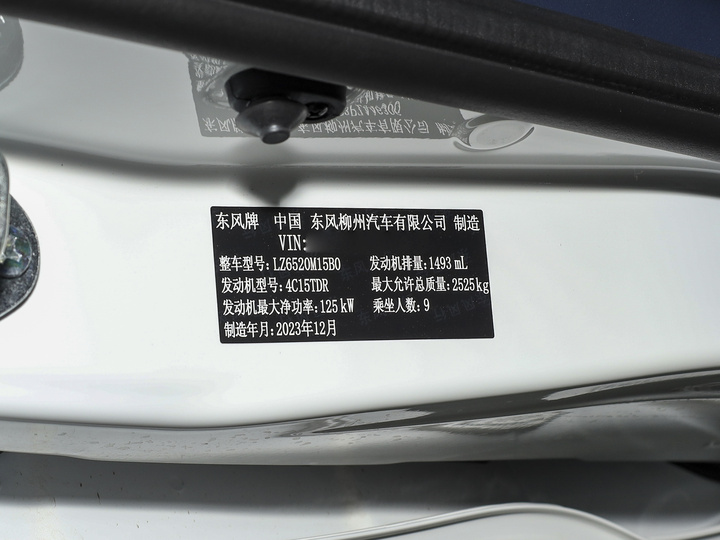 东风牌 中国 东风柳州汽车有限公司 制造
VIN:
整车型号:LZ6520M15B0 发动机排量:1493 mL
发动机型号:4C15TDR 最大允许总质量:2525kg
发动机最大净功率:125kW 乘坐人数:9
制造年月:2023年12月